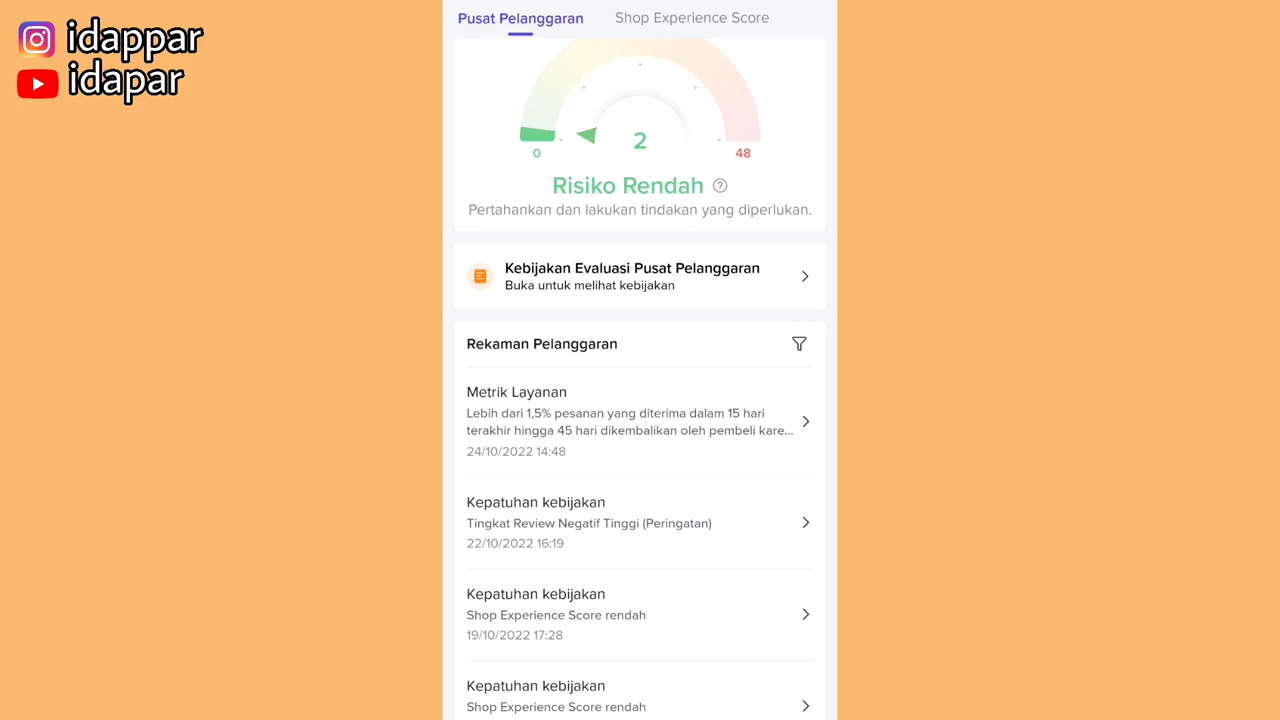 idappar
idapar
Pusat Pelanggaran
Shop Experience Score
2
0
48
Risiko Rendah
Pertahankan dan lakukan tindakan yang diperlukan.
Kebijakan Evaluasi Pusat Pelanggaran
Buka untuk melihat kebijakan
Rekaman Pelanggaran
Metrik Layanan
Lebih dari 1,5% pesanan yang diterima dalam 15 hari
terakhir hingga 45 hari dikembalikan oleh pembeli kare...
24/10/2022 14:48
Kepatuhan kebijakan
Tingkat Review Negatif Tinggi (Peringatan)
22/10/2022 16:19
Kepatuhan kebijakan
Shop Experience Score rendah
19/10/2022 17:28
Kepatuhan kebijakan
Shop Experience Score rendah